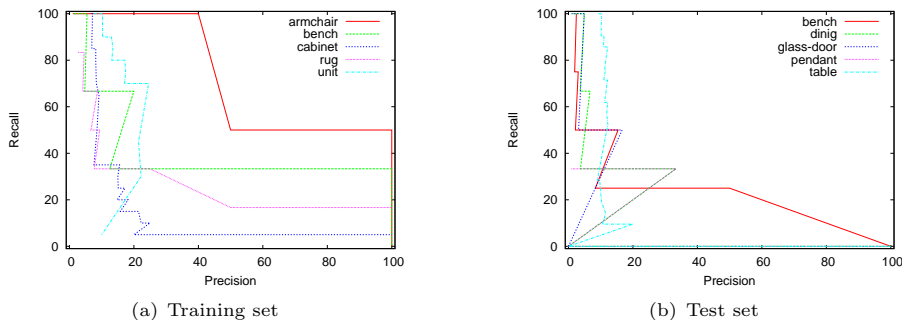 100
80
60
40
20
0
Recall
0 20 40 60 80 100
Precision
armchair
bench
cabinet
rug
unit
(a) Training set
100
80
60
40
20
0
Recall
0 20 40 60 80 100
Precision
bench
dinig
glass-door
pendant
table
(b) Test set